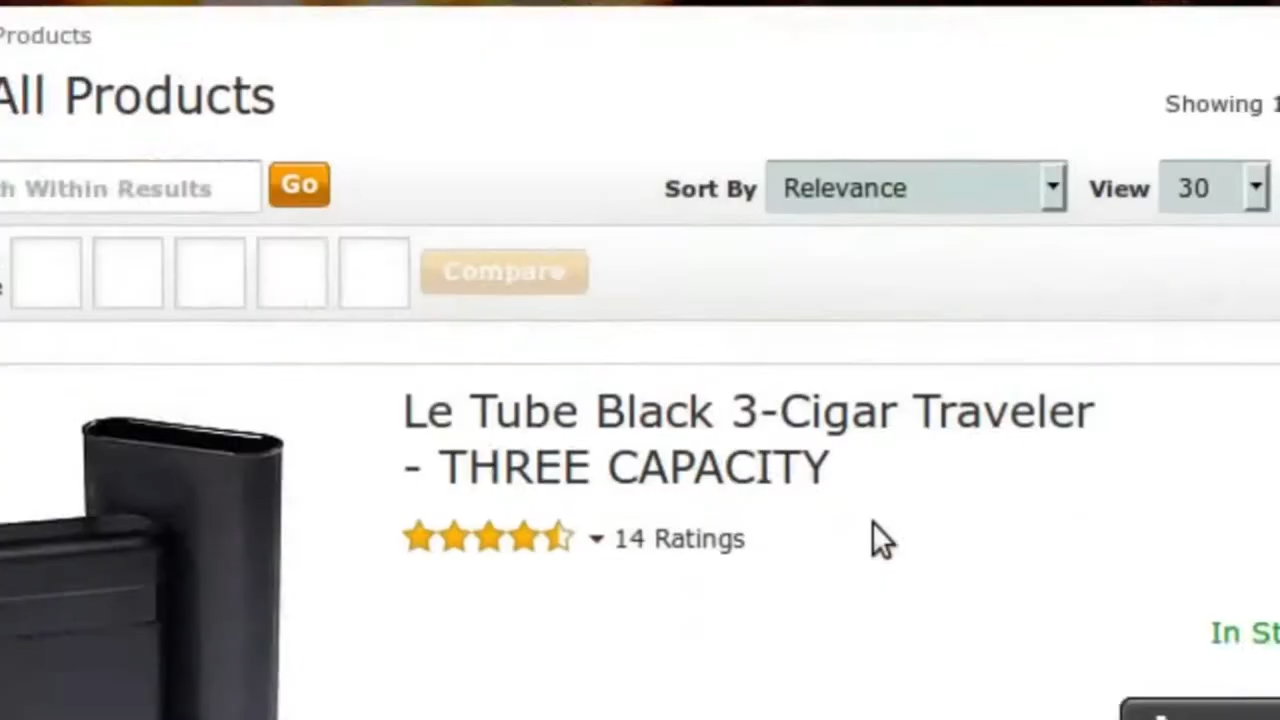 Products
All Products
Showing 1
h Within Results
Go
Sort By
Relevance
View
30
Compare
Le Tube Black 3-Cigar Traveler
- THREE CAPACITY
14 Ratings
In St